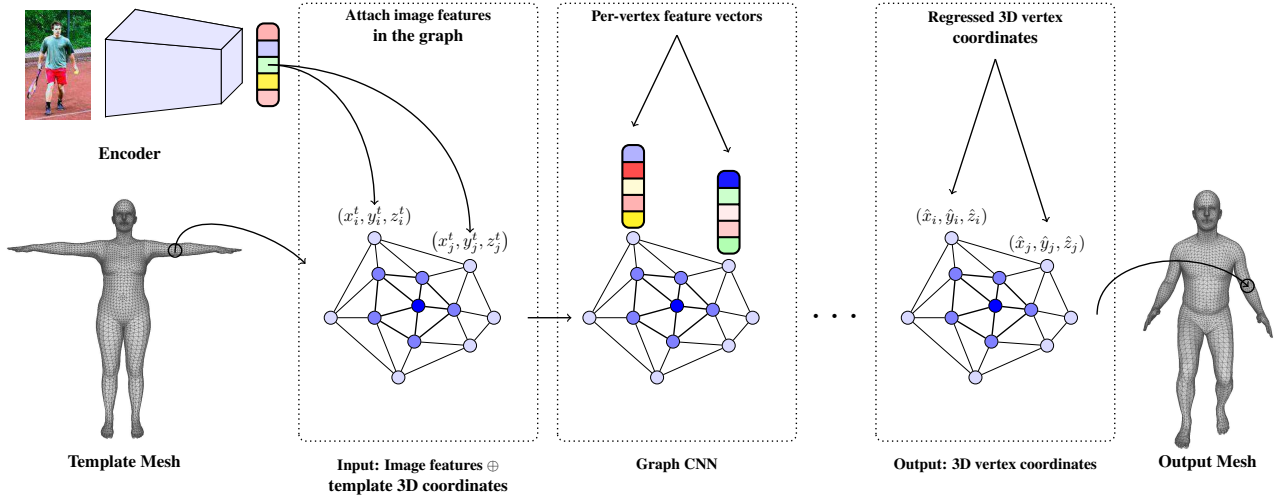 Attach image features
in the graph
Per-vertex feature vectors
Regressed 3D vertex
coordinates
Encoder
(x_i^t, y_i^t, z_i^t)
(x_j^t, y_j^t, z_j^t)
(x̂_i, ŷ_i, ẑ_i)
(x̂_j, ŷ_j, ẑ_j)
. . .
Template Mesh
Input: Image features ⊕
template 3D coordinates
Graph CNN
Output: 3D vertex coordinates
Output Mesh